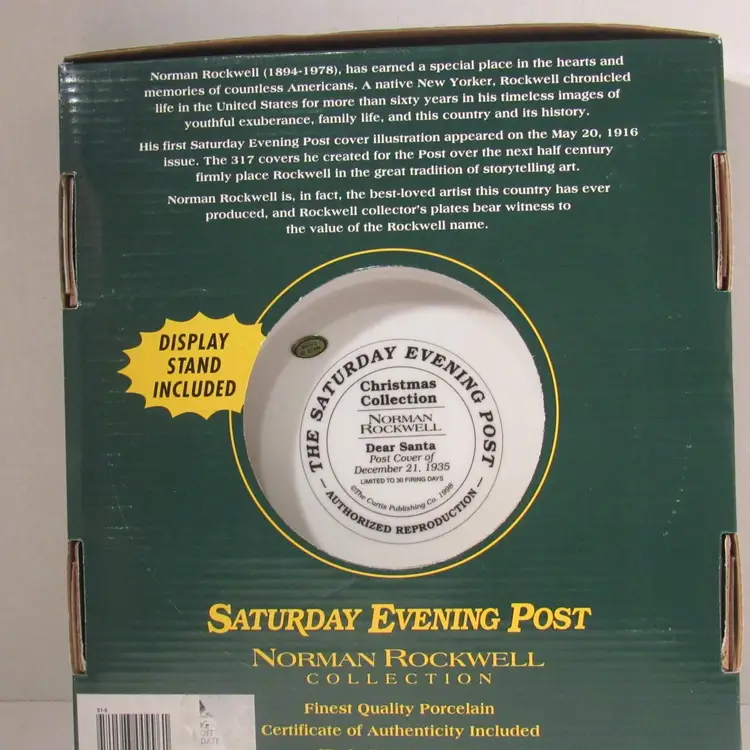 Norman Rockwell (1894-1978), has earned a special place in the hearts and
memories of countless Americans. A native New Yorker, Rockwell chronicled
life in the United States for more than sixty years in his timeless images of
youthful exuberance, family life, and this country and its history.
His first Saturday Evening Post cover illustration appeared on the May 20, 1916
issue. The 317 covers he created for the Post over the next half century
firmly place Rockwell in the great tradition of storytelling art.
Norman Rockwell is, in fact, the best-loved artist this country has ever
produced, and Rockwell collector's plates bear witness to
the value of the Rockwell name.
DISPLAY
STAND
INCLUDED
THE SATURDAY EVENING POST
Christmas
Collection
NORMAN
ROCKWELL
Dear Santa
Post Cover of
December 21, 1935
LIMITED TO 30 FIRING DAYS
©The Curtis Publishing Co. 1996
— AUTHORIZED REPRODUCTION —
SATURDAY EVENING POST
NORMAN ROCKWELL
COLLECTION
Finest Quality Porcelain
Certificate of Authenticity Included